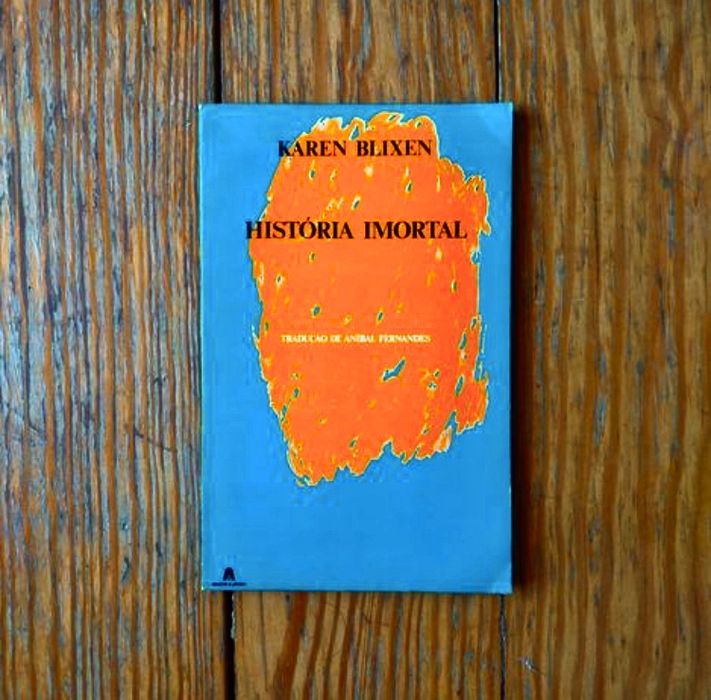 KAREN BLIXEN
HISTÓRIA IMORTAL
TRADUÇÃO DE ANÍBAL FERNANDES